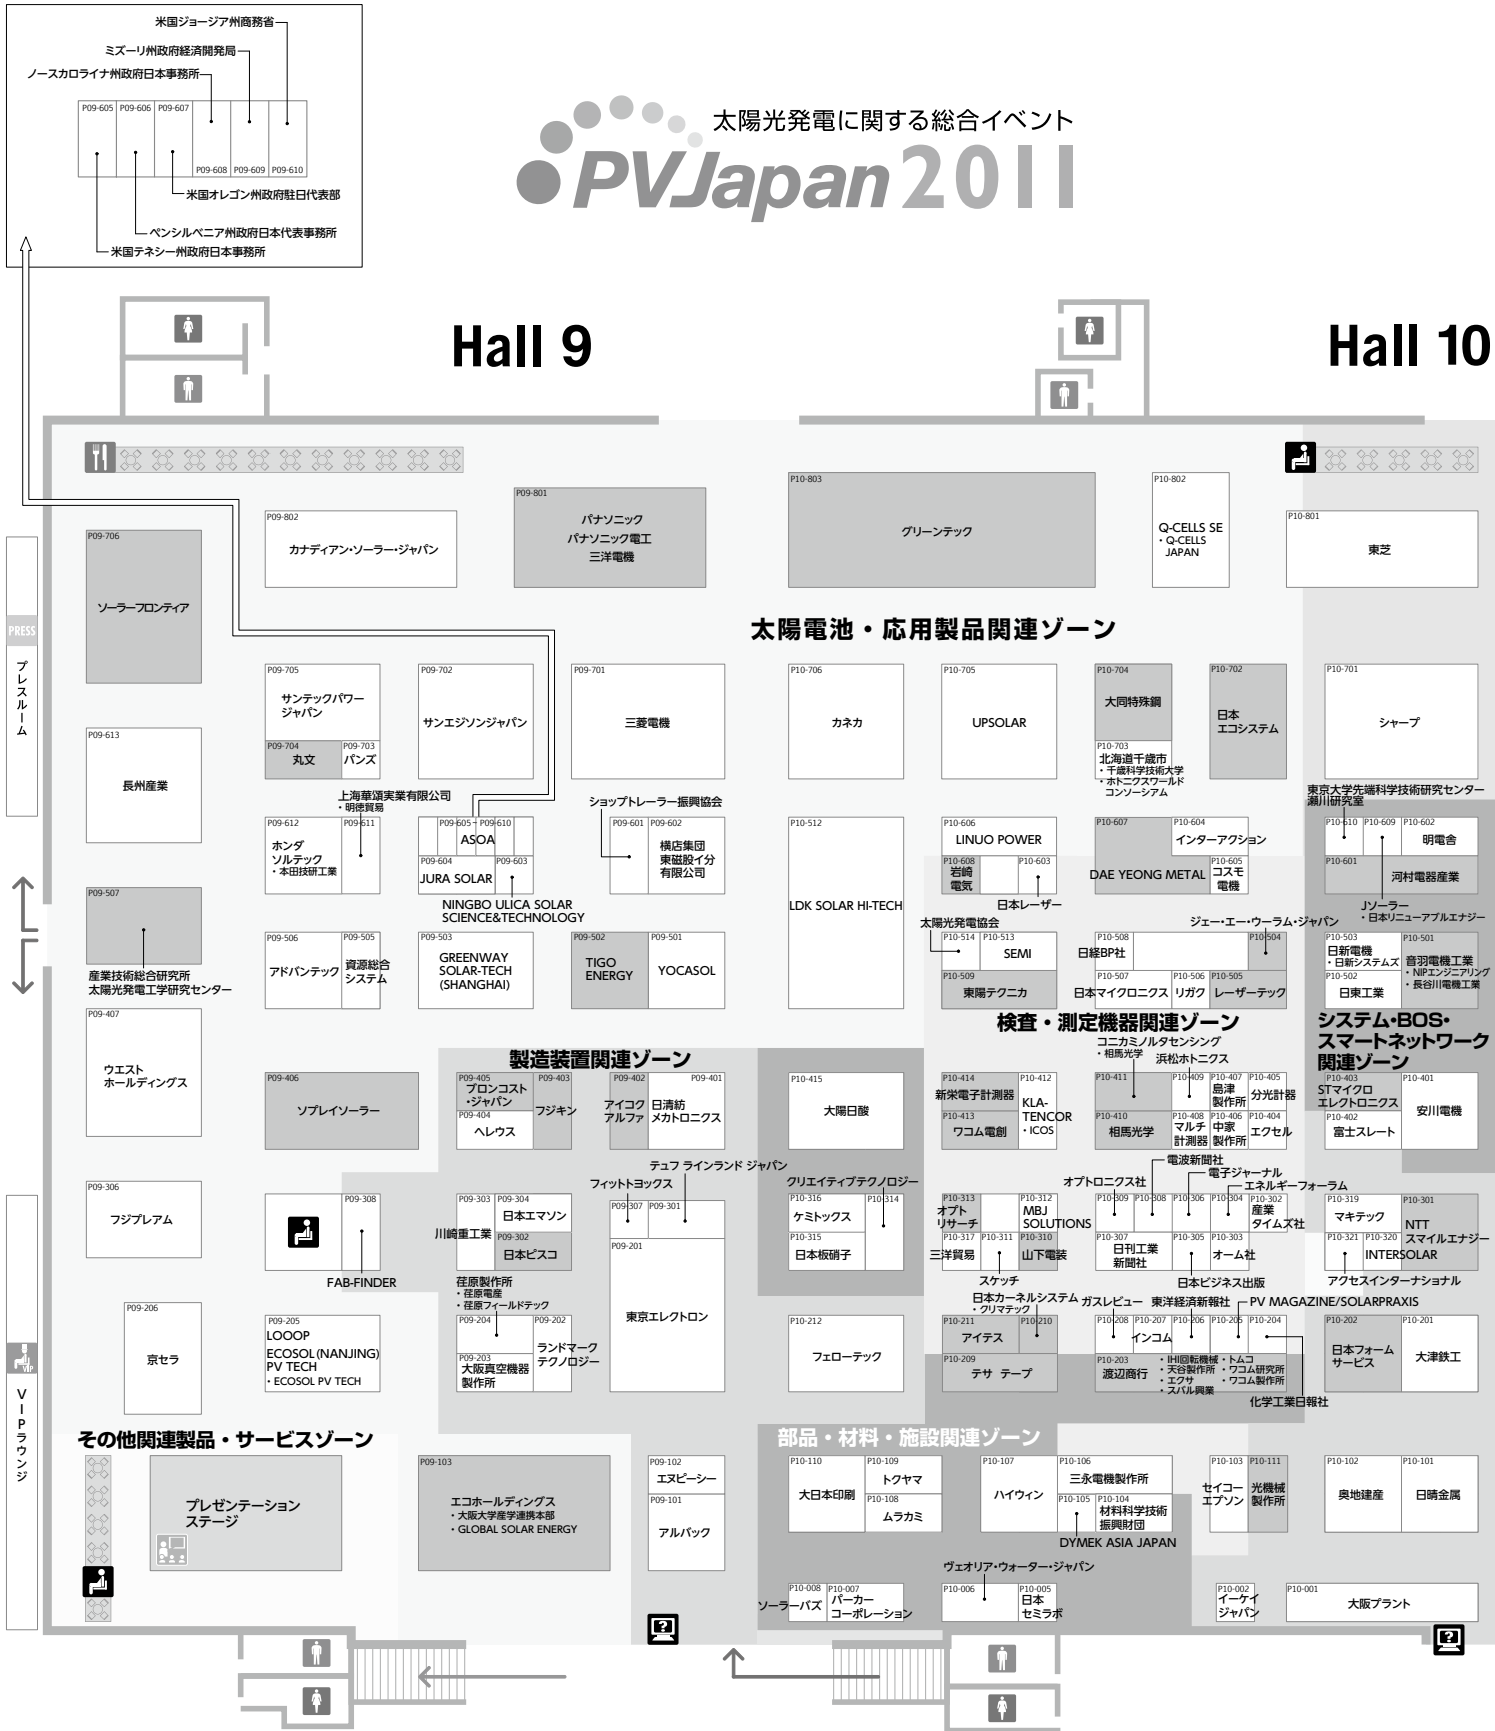 米国ジョージア州商務省
ミズーリ州政府経済開発局
ノースカロライナ州政府日本事務所
P09-605
P09-606
P09-607
P09-608
P09-609
P09-610
米国オレゴン州政府駐日代表部
ペンシルベニア州政府日本代表事務所
米国テネシー州政府日本事務所
太陽光発電に関する総合イベント
PVJapan 2011
Hall 9
Hall 10
P09-706
ソーラーフロンティア
P09-802
カナディアン・ソーラー・ジャパン
P09-801
パナソニック
パナソニック電工
三洋電機
P10-803
グリーンテック
P10-802
Q-CELLS SE
・Q-CELLS
JAPAN
P10-801
東芝
PRESS
プレスルーム
太陽電池・応用製品関連ゾーン
P09-705
サンテックパワー
ジャパン
P09-704
丸文
P09-703
パンズ
P09-702
サンエジソンジャパン
P09-701
三菱電機
P10-706
カネカ
P10-705
UPSOLAR
P10-704
大同特殊鋼
P10-703
北海道千歳市
・千歳科学技術大学
・ホトニクスワールド
コンソーシアム
P10-702
日本
エコシステム
P10-701
シャープ
P09-613
長州産業
上海華頌実業有限公司
・明徳貿易
P09-612
ホンダ
ソルテック
・本田技研工業
P09-611
P09-605～P09-610
ASOA
P09-604
JURA SOLAR
P09-603
NINGBO ULICA SOLAR
SCIENCE&TECHNOLOGY
ショップトレーラー振興協会
P09-601
P09-602
横店集団
東磁股イ分
有限公司
P10-512
LDK SOLAR HI-TECH
P10-606
LINUO POWER
P10-608
岩崎
電気
P10-603
日本レーザー
P10-607
DAE YEONG METAL
P10-604
インターアクション
P10-605
コスモ
電機
東京大学先端科学技術研究センター
瀬川研究室
P10-610
P10-609
P10-602
明電舎
P10-601
河村電器産業
Jソーラー
・日本リニューアブルエナジー
P09-507
産業技術総合研究所
太陽光発電工学研究センター
P09-506
アドバンテック
P09-505
資源総合
システム
P09-503
GREENWAY
SOLAR-TECH
(SHANGHAI)
P09-502
TIGO
ENERGY
P09-501
YOCASOL
太陽光発電協会
P10-514
P10-513
SEMI
P10-509
東陽テクニカ
ジェー・エー・ウーラム・ジャパン
P10-508
日経BP社
P10-504
P10-507
日本マイクロニクス
P10-506
リガク
P10-505
レーザーテック
P10-503
日新電機
・日新システムズ
P10-502
日東工業
P10-501
音羽電機工業
・NIPエンジニアリング
・長谷川電機工業
検査・測定機器関連ゾーン
システム・BOS・
スマートネットワーク
関連ゾーン
製造装置関連ゾーン
P09-407
ウエスト
ホールディングス
P09-406
ソプレイソーラー
P09-405
ブロンコスト
・ジャパン
P09-404
ヘレウス
P09-403
フジキン
P09-402
アイコク
アルファ
P09-401
日清紡
メカトロニクス
P10-415
大陽日酸
P10-414
新栄電子計測器
P10-413
ワコム電創
P10-412
KLA-
TENCOR
・ICOS
コニカミノルタセンシング
・相馬光学
浜松ホトニクス
P10-411
P10-410
相馬光学
P10-409
P10-408
マルチ
計測器
P10-407
島津
製作所
P10-406
中家
製作所
P10-405
分光計器
P10-404
エクセル
P10-403
STマイクロ
エレクトロニクス
P10-402
富士スレート
P10-401
安川電機
P09-306
フジプレアム
P09-308
FAB-FINDER
P09-303
川崎重工業
P09-304
日本エマソン
P09-302
日本ピスコ
フィットトヨックス
テュフ ラインランド ジャパン
P09-307
P09-301
P09-201
東京エレクトロン
クリエイティブテクノロジー
P10-316
ケミトックス
P10-314
P10-315
日本板硝子
P10-313
オプト
リサーチ
P10-312
MBJ
SOLUTIONS
P10-317
三洋貿易
P10-311
スケッチ
P10-310
山下電装
オプトロニクス社
電波新聞社
電子ジャーナル
エネルギーフォーラム
P10-309
P10-308
P10-306
P10-304
P10-302
産業
タイムズ社
P10-307
日刊工業
新聞社
P10-305
日本ビジネス出版
P10-303
オーム社
P10-319
マキテック
P10-301
NTT
スマイルエナジー
P10-321
P10-320
INTERSOLAR
アクセスインターナショナル
VIP
VIPラウンジ
P09-206
京セラ
P09-205
LOOOP
ECOSOL(NANJING)
PV TECH
・ECOSOL PV TECH
荏原製作所
・荏原電産
・荏原フィールドテック
P09-204
P09-203
大阪真空機器
製作所
P09-202
ランドマーク
テクノロジー
P10-212
フェローテック
日本カーネルシステム
・クリマテック
P10-211
アイテス
P10-210
P10-209
テサ テープ
ガスレビュー
東洋経済新報社
PV MAGAZINE/SOLARPRAXIS
P10-208
P10-207
インコム
P10-206
P10-205
P10-204
P10-203
渡辺商行
・IHI回転機械
・天谷製作所
・エクサ
・スバル興業
・トムコ
・ワコム研究所
・ワコム製作所
化学工業日報社
P10-202
日本フォーム
サービス
P10-201
大津鉄工
その他関連製品・サービスゾーン
部品・材料・施設関連ゾーン
プレゼンテーション
ステージ
P09-103
エコホールディングス
・大阪大学産学連携本部
・GLOBAL SOLAR ENERGY
P09-102
エヌピーシー
P09-101
アルバック
P10-110
大日本印刷
P10-109
トクヤマ
P10-108
ムラカミ
P10-107
ハイウィン
P10-106
三永電機製作所
P10-105
P10-104
材料科学技術
振興財団
DYMEK ASIA JAPAN
P10-103
セイコー
エプソン
P10-111
光機械
製作所
P10-102
奥地建産
P10-101
日晴金属
ヴェオリア・ウォーター・ジャパン
P10-008
ソーラーバズ
P10-007
パーカー
コーポレーション
P10-006
P10-005
日本
セミラボ
P10-002
イーケイ
ジャパン
P10-001
大阪プラント